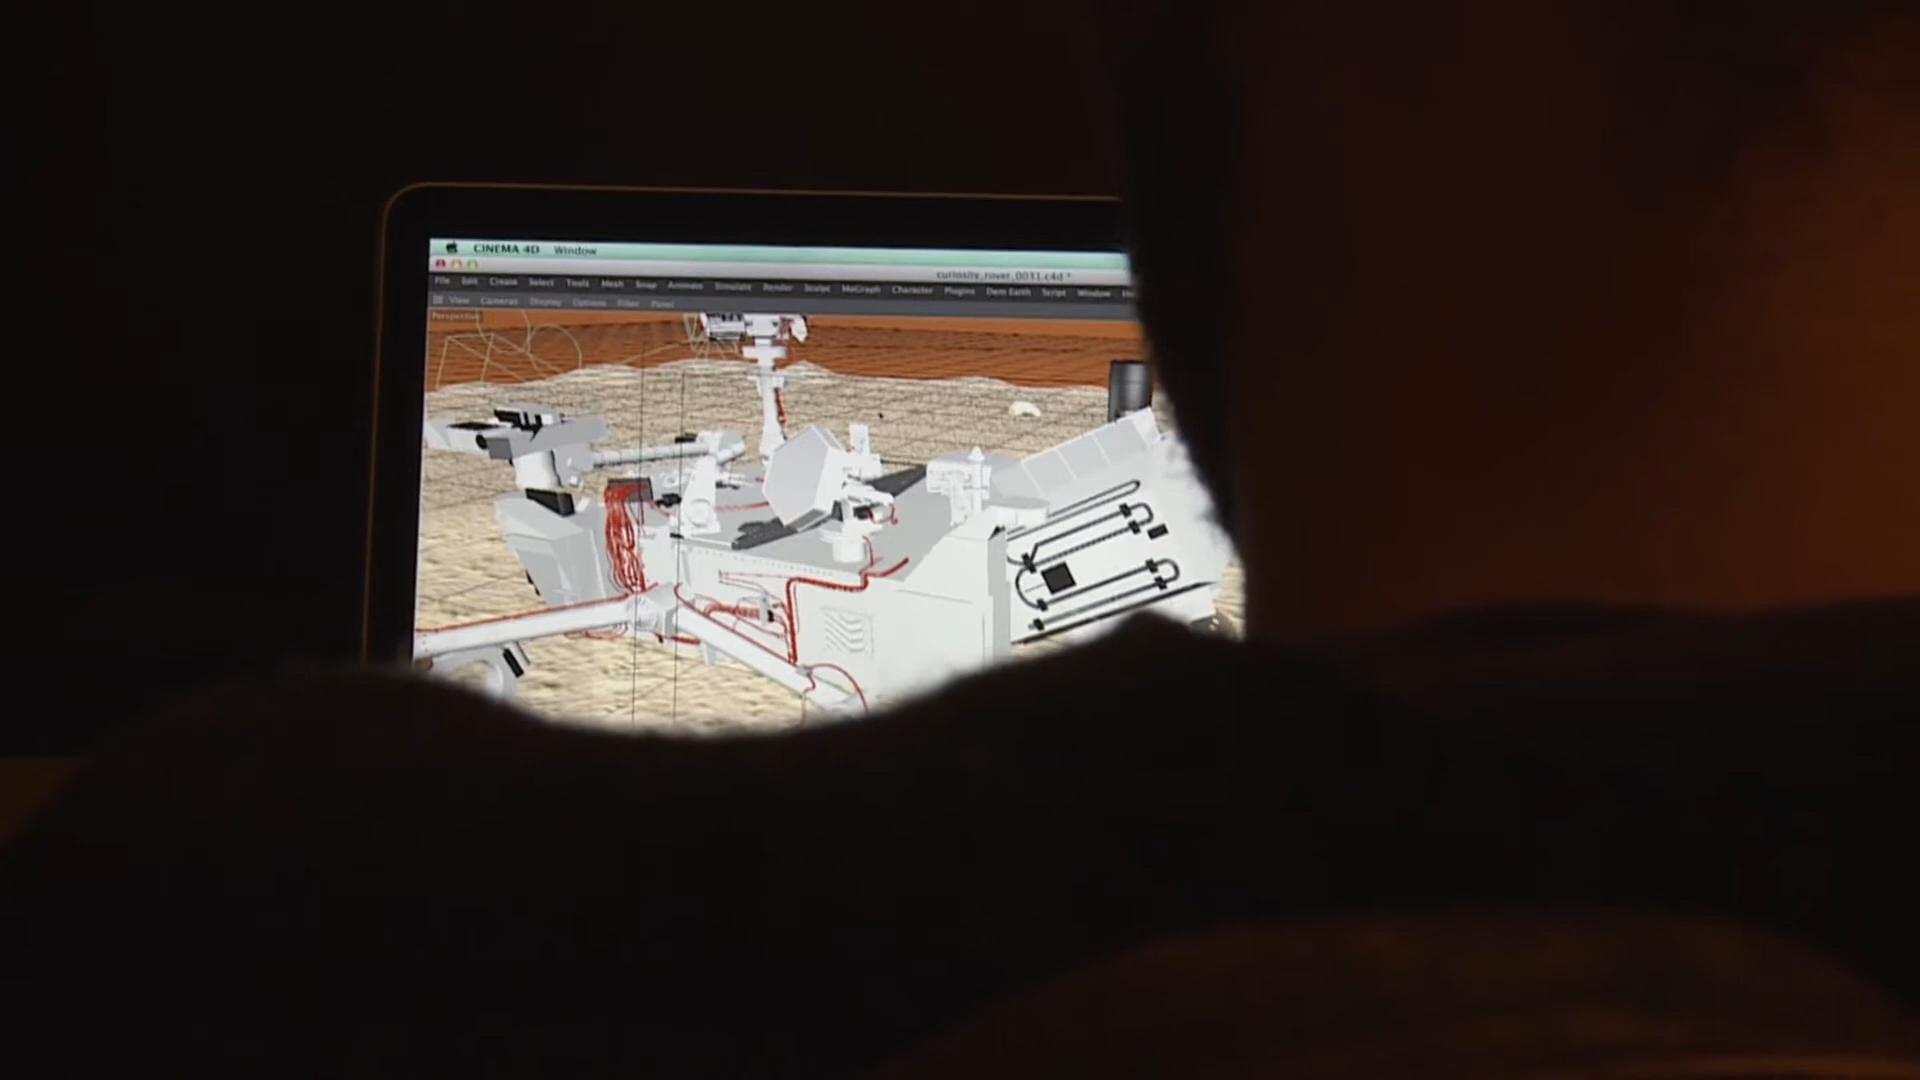 CINEMA 4D Window
curiosity_rover_0031.c4d *
File Edit Create Select Tools Mesh Snap Animate Simulate Render Sculpt MoGraph Character Plugins Dem Earth Script Window
View Cameras Display Options Filter Panel
Perspective